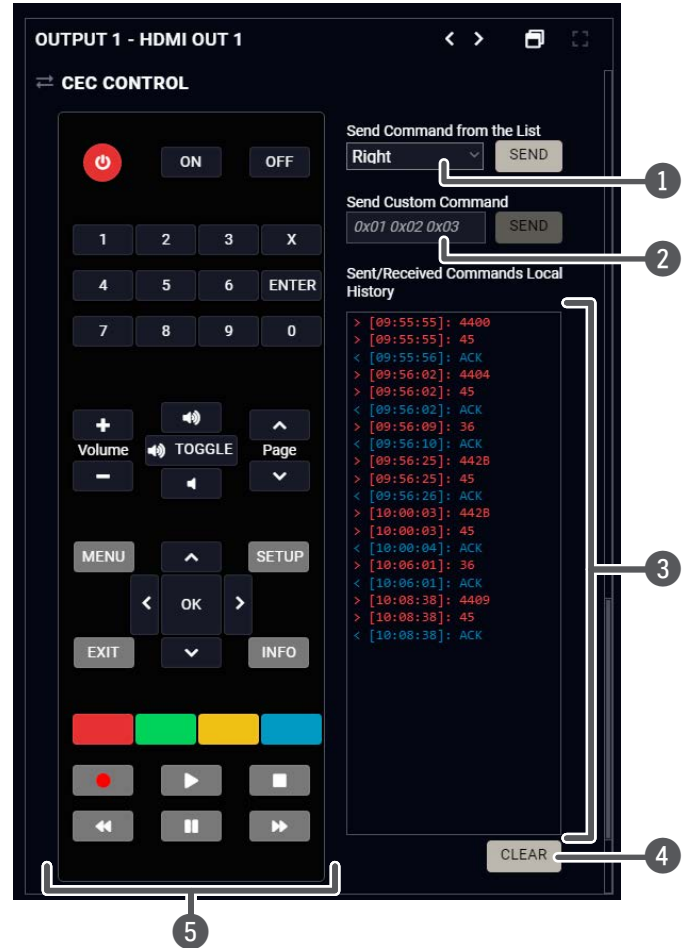 OUTPUT 1 - HDMI OUT 1
CEC CONTROL
ON OFF
1 2 3 X
4 5 6 ENTER
7 8 9 0
Volume TOGGLE Page
MENU SETUP
OK
EXIT INFO
Send Command from the List
Right SEND
Send Custom Command
0x01 0x02 0x03 SEND
Sent/Received Commands Local
History
> [09:55:55]: 4400
> [09:55:55]: 45
< [09:55:56]: ACK
> [09:56:02]: 4404
> [09:56:02]: 45
< [09:56:02]: ACK
> [09:56:09]: 36
< [09:56:10]: ACK
> [09:56:25]: 442B
> [09:56:25]: 45
< [09:56:26]: ACK
> [10:00:03]: 442B
> [10:00:03]: 45
< [10:00:04]: ACK
> [10:06:01]: 36
< [10:06:01]: ACK
> [10:08:38]: 4409
> [10:08:38]: 45
< [10:08:38]: ACK
CLEAR
1
2
3
4
5